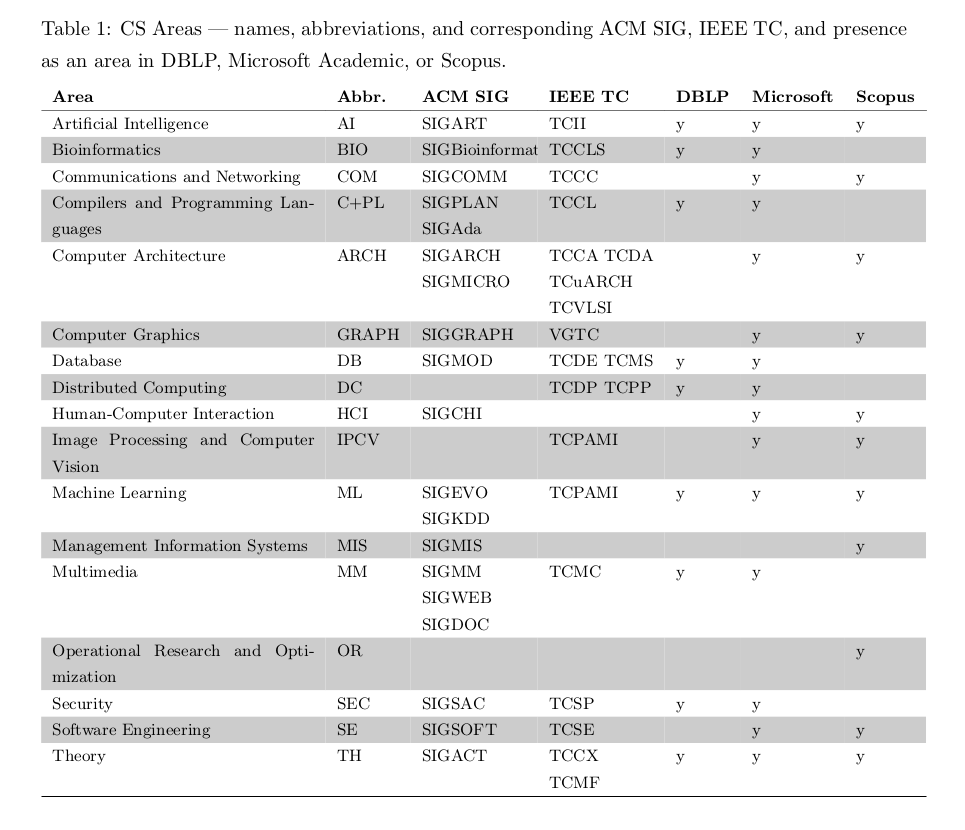 Table 1: CS Areas — names, abbreviations, and corresponding ACM SIG, IEEE TC, and presence
as an area in DBLP, Microsoft Academic, or Scopus.
Area Abbr. ACM SIG IEEE TC DBLP Microsoft Scopus
Artificial Intelligence AI SIGART TCII y y y
Bioinformatics BIO SIGBioinformat TCCLS y y
Communications and Networking COM SIGCOMM TCCC y y
Compilers and Programming Lan- C+PL SIGPLAN TCCL y y
guages SIGAda
Computer Architecture ARCH SIGARCH TCCA TCDA y y
SIGMICRO TCuARCH
TCVLSI
Computer Graphics GRAPH SIGGRAPH VGTC y y
Database DB SIGMOD TCDE TCMS y y
Distributed Computing DC TCDP TCPP y y
Human-Computer Interaction HCI SIGCHI y y
Image Processing and Computer IPCV TCPAMI y y
Vision
Machine Learning ML SIGEVO TCPAMI y y y
SIGKDD
Management Information Systems MIS SIGMIS y
Multimedia MM SIGMM TCMC y y
SIGWEB
SIGDOC
Operational Research and Opti- OR y
mization
Security SEC SIGSAC TCSP y y
Software Engineering SE SIGSOFT TCSE y y
Theory TH SIGACT TCCX y y y
TCMF